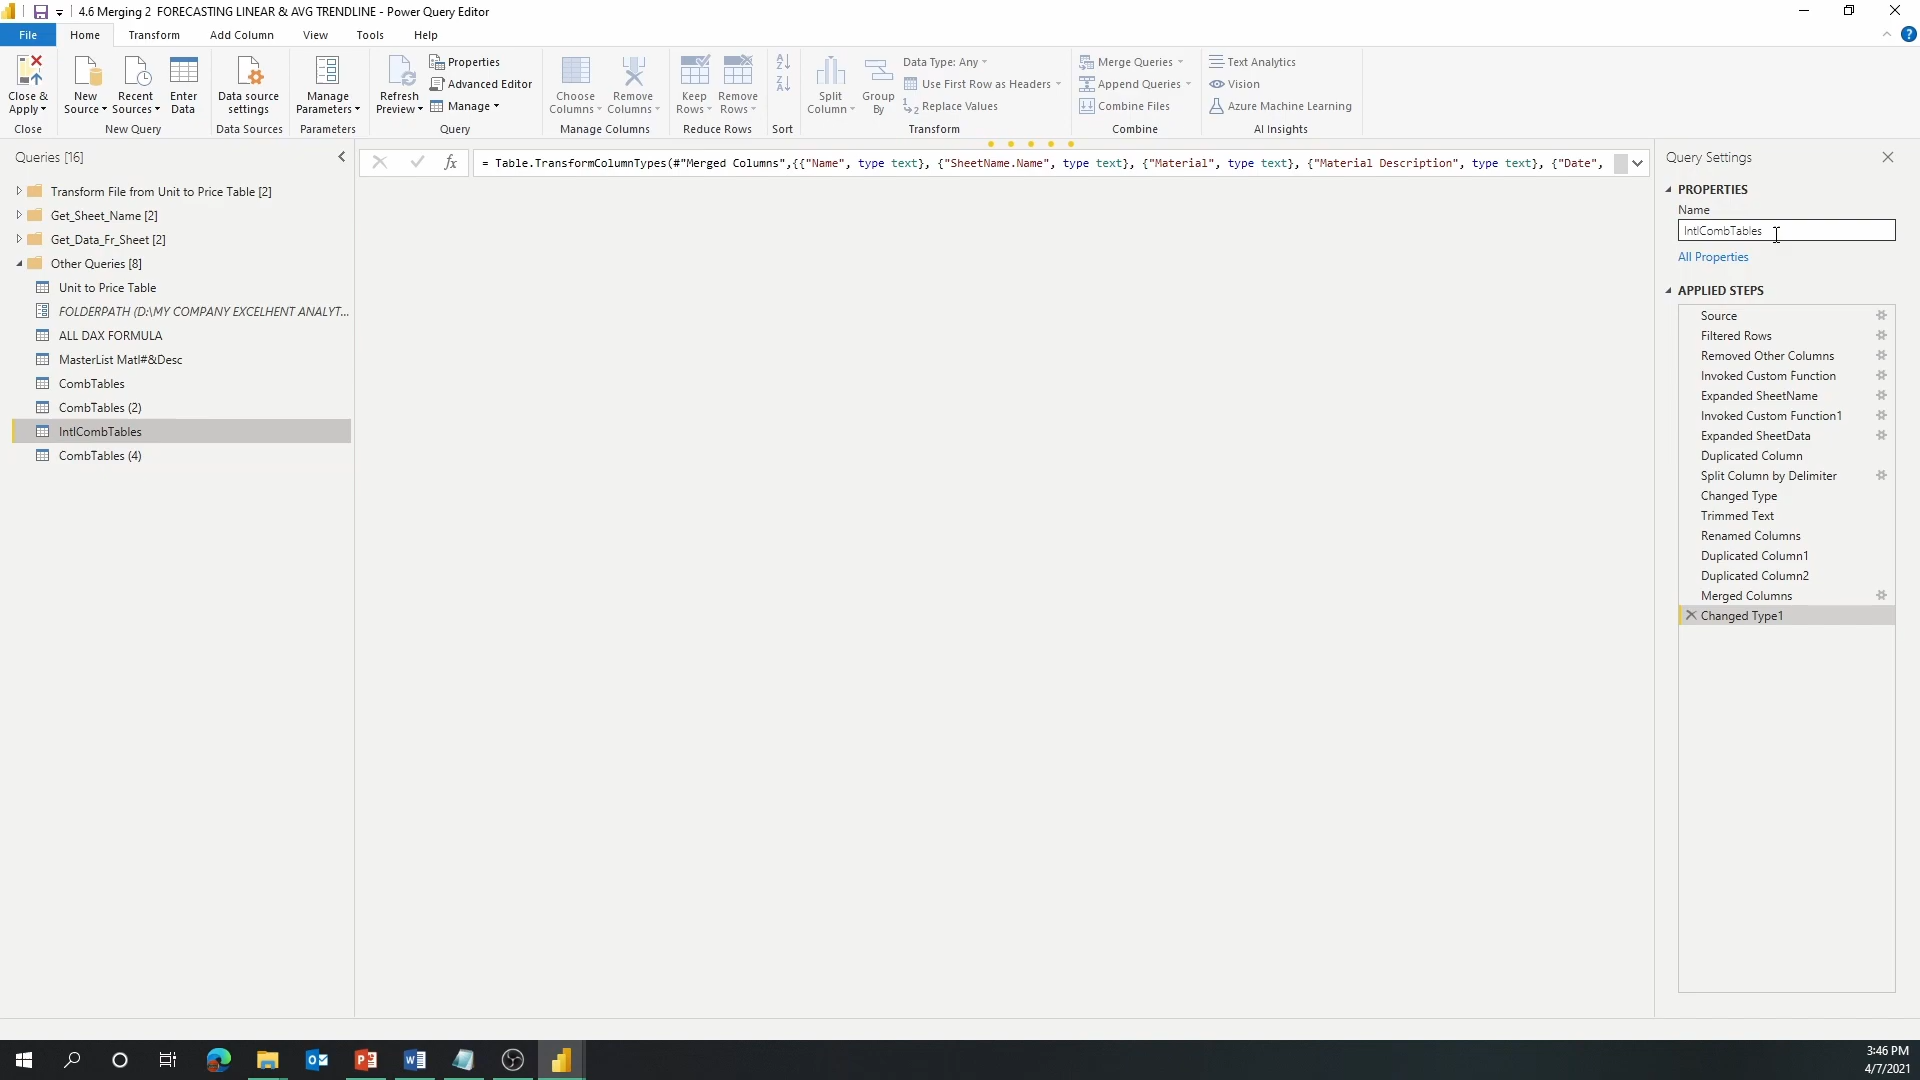 4.6 Merging 2  FORECASTING LINEAR & AVG TRENDLINE - Power Query Editor
File Home Transform Add Column View Tools Help
Close & Apply
Close
New Source
Recent Sources
Enter Data
New Query
Data source settings
Data Sources
Manage Parameters
Parameters
Refresh Preview
Properties
Advanced Editor
Manage
Query
Choose Columns
Remove Columns
Manage Columns
Keep Rows
Remove Rows
Reduce Rows
Sort
Split Column
Group By
Data Type: Any
Use First Row as Headers
Replace Values
Transform
Merge Queries
Append Queries
Combine Files
Combine
Text Analytics
Vision
Azure Machine Learning
AI Insights
Queries [16]
Transform File from Unit to Price Table [2]
Get_Sheet_Name [2]
Get_Data_Fr_Sheet [2]
Other Queries [8]
Unit to Price Table
FOLDERPATH (D:\MY COMPANY EXCELHENT ANALYT...
ALL DAX FORMULA
MasterList Matl#&Desc
CombTables
CombTables (2)
IntlCombTables
CombTables (4)
fx
= Table.TransformColumnTypes(#"Merged Columns",{{"Name", type text}, {"SheetName.Name", type text}, {"Material", type text}, {"Material Description", type text}, {"Date",
Query Settings
PROPERTIES
Name
IntlCombTables
All Properties
APPLIED STEPS
Source
Filtered Rows
Removed Other Columns
Invoked Custom Function
Expanded SheetName
Invoked Custom Function1
Expanded SheetData
Duplicated Column
Split Column by Delimiter
Changed Type
Trimmed Text
Renamed Columns
Duplicated Column1
Duplicated Column2
Merged Columns
Changed Type1
3:46 PM
4/7/2021